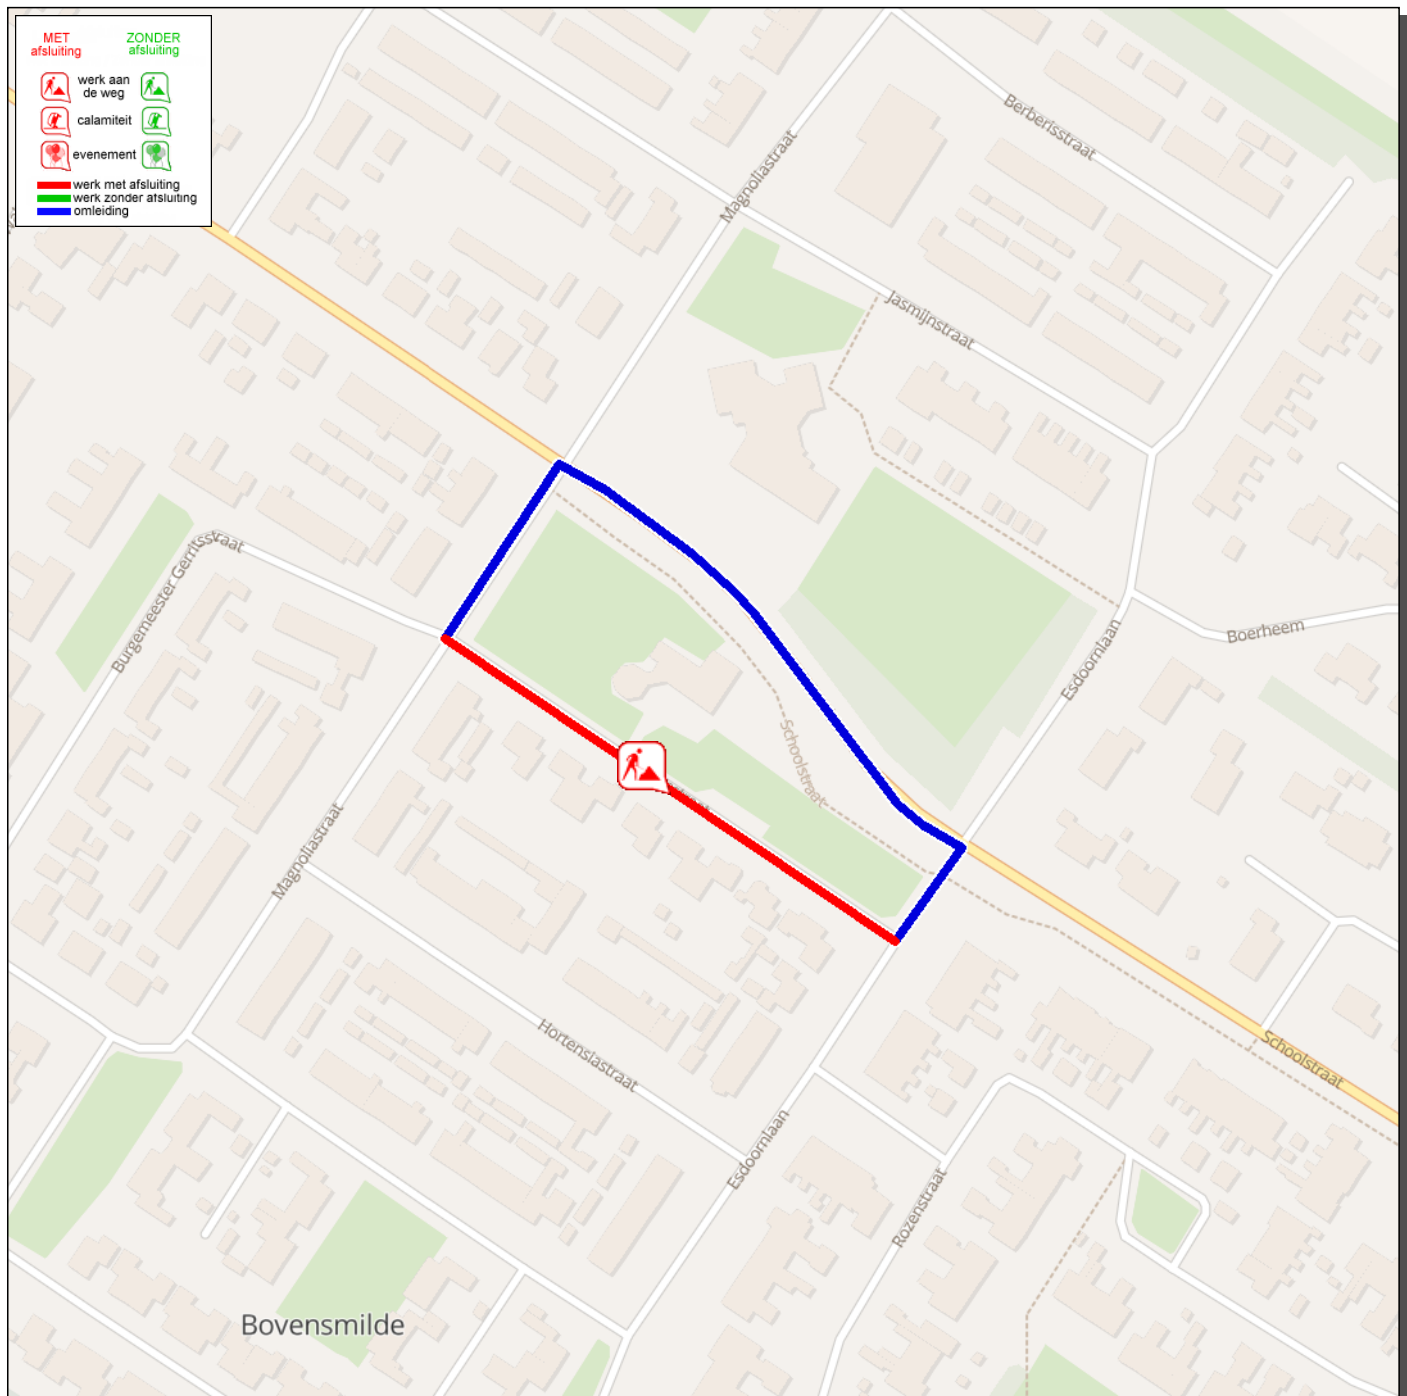 MET
afsluiting
ZONDER
afsluiting
werk aan
de weg
calamiteit
evenement
werk met afsluiting
werk zonder afsluiting
omleiding
Berberisstraat
Magnoliastraat
Jasmijnstraat
Burgemeester Gerritsstraat
Boerheem
Esdoornlaan
Schoolstraat
Magnoliastraat
Hortensiastraat
Schoolstraat
Esdoornlaan
Rozenstraat
Bovensmilde